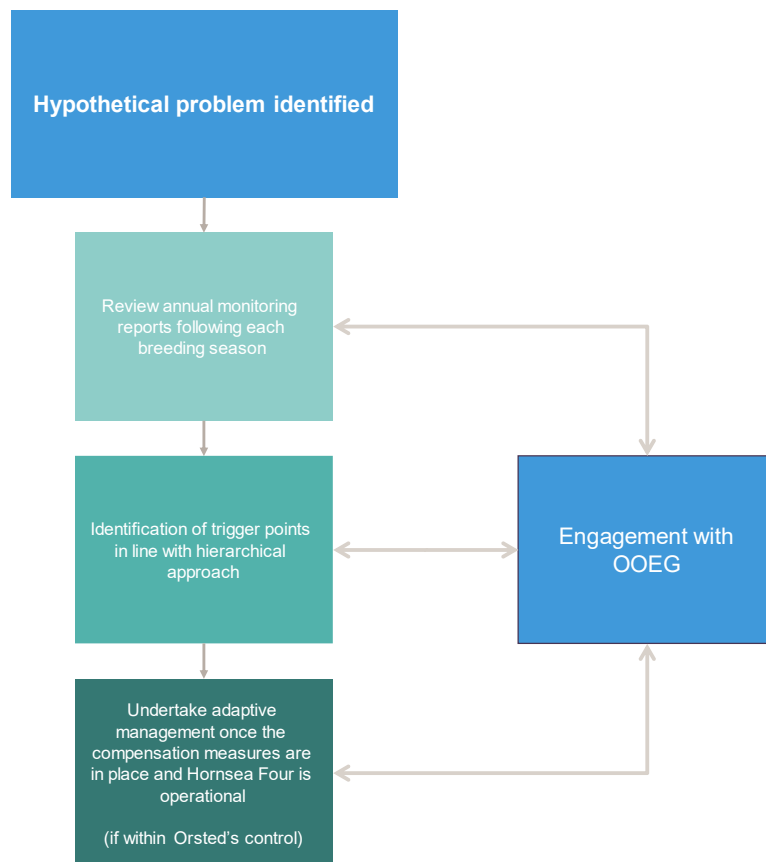 Hypothetical problem identified
Review annual monitoring
reports following each
breeding season
Identification of trigger points
in line with hierarchical
approach
Engagement with
OOEG
Undertake adaptive
management once the
compensation measures are
in place and Hornsea Four is
operational
(if within Orsted’s control)